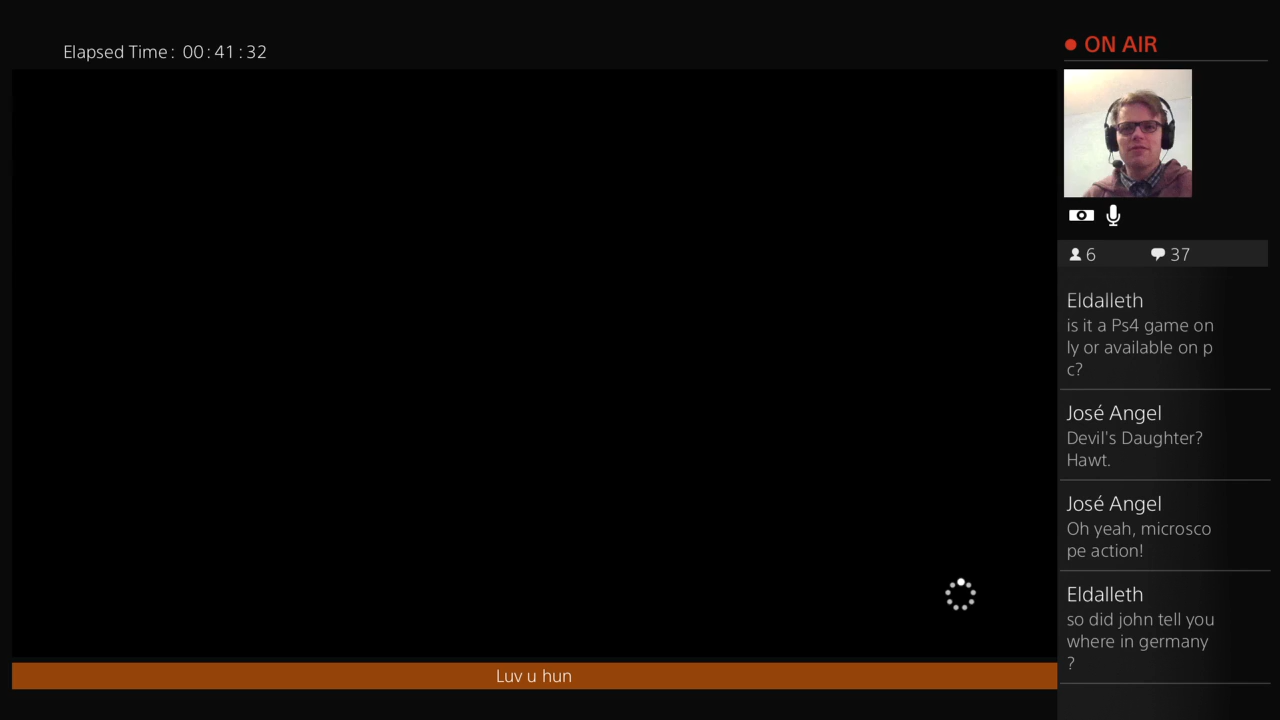 Elapsed Time: 00:41:32
ON AIR
6
37
Eldalleth
is it a Ps4 game on
ly or available on p
c?
José Angel
Devil's Daughter?
Hawt.
José Angel
Oh yeah, microsco
pe action!
Eldalleth
so did john tell you
where in germany
?
Luv u hun